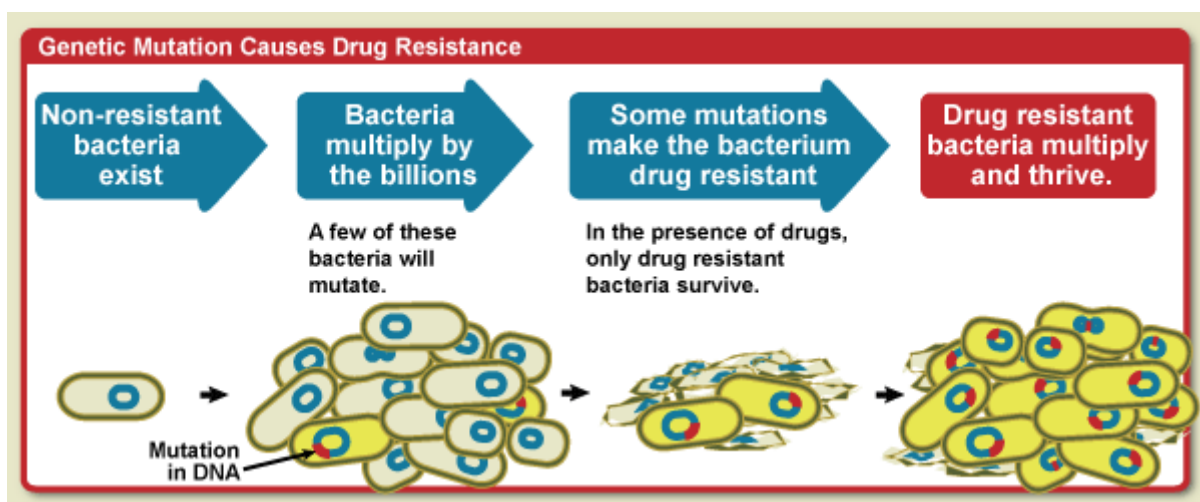 Genetic Mutation Causes Drug Resistance
Non-resistant
bacteria
exist
Bacteria
multiply by
the billions
Some mutations
make the bacterium
drug resistant
Drug resistant
bacteria multiply
and thrive.
A few of these
bacteria will
mutate.
In the presence of drugs,
only drug resistant
bacteria survive.
Mutation
in DNA